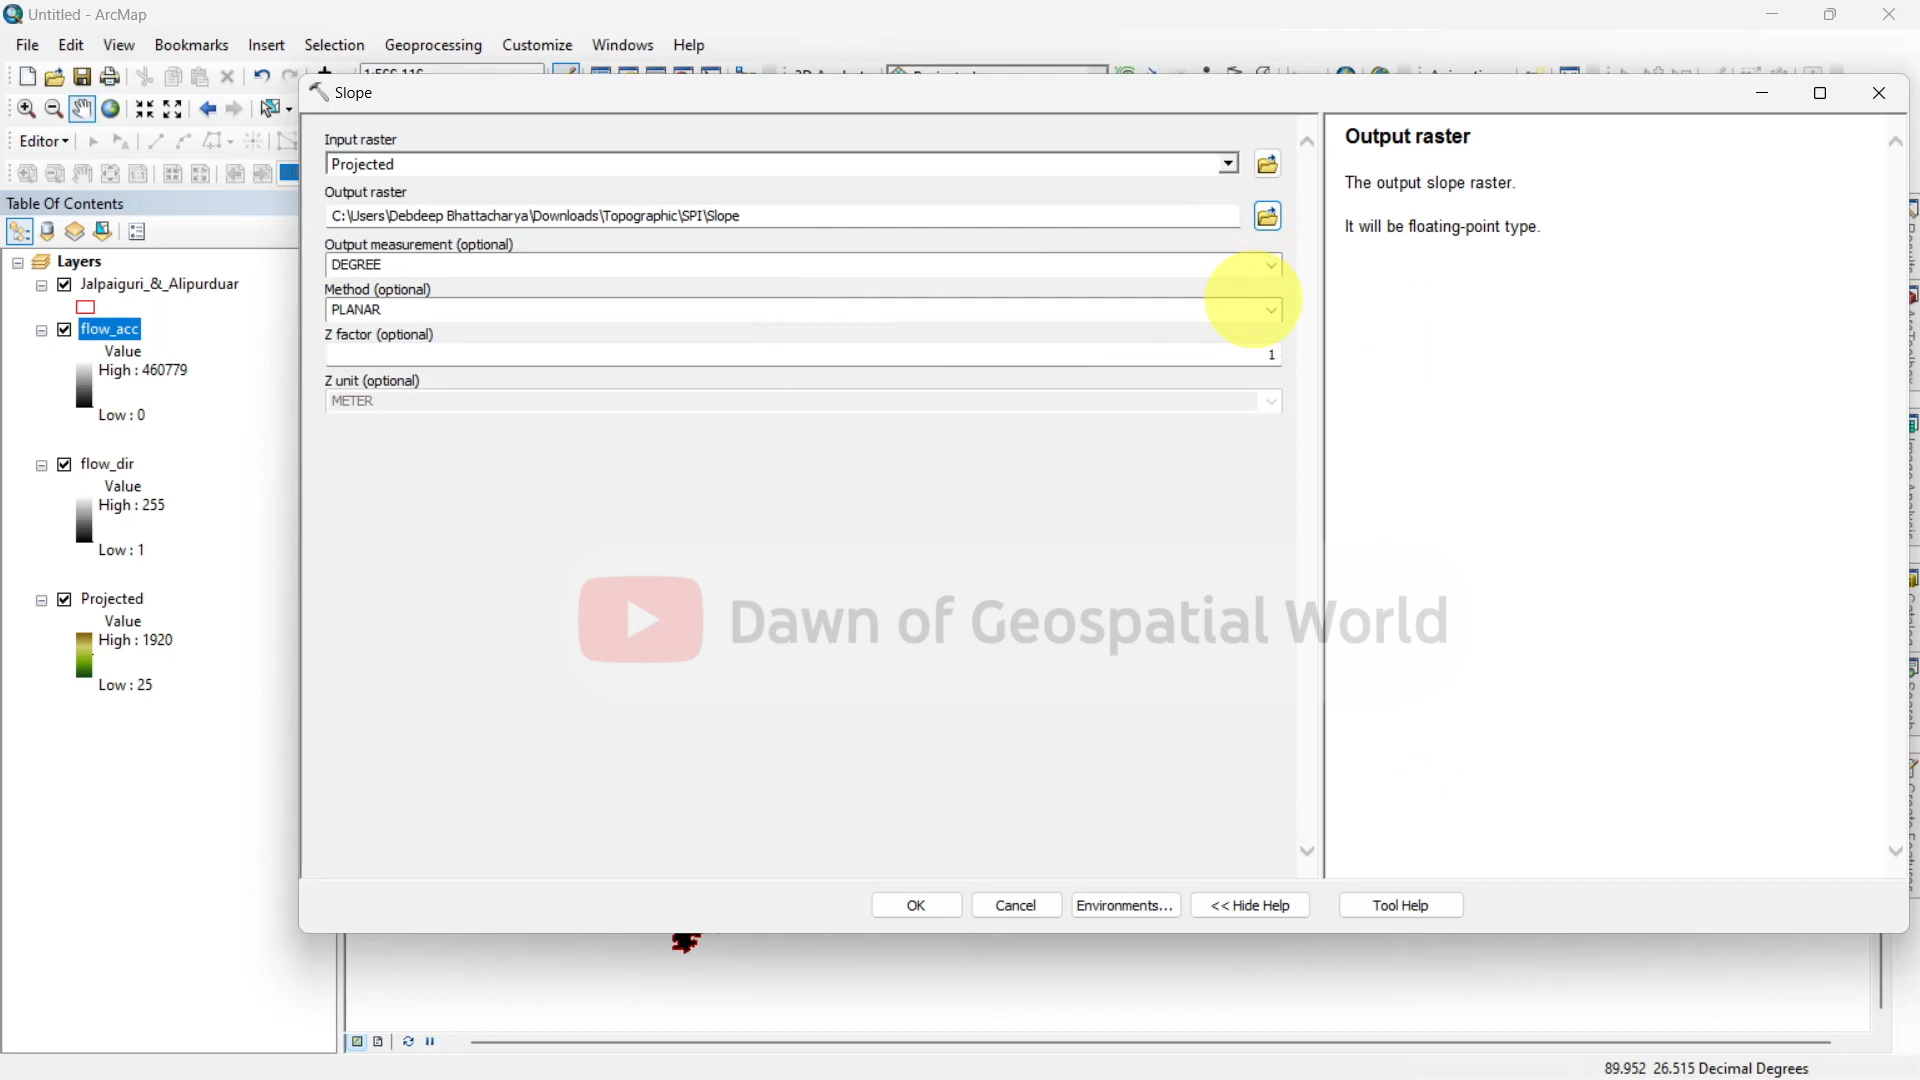 Untitled - ArcMap
File Edit View Bookmarks Insert Selection Geoprocessing Customize Windows Help
Slope
Editor
Table Of Contents
Layers
Jalpaiguri_&_Alipurduar
flow_acc
Value
High : 460779
Low : 0
flow_dir
Value
High : 255
Low : 1
Projected
Value
High : 1920
Low : 25
Input raster
Projected
Output raster
C:\Users\Debdeep Bhattacharya\Downloads\Topographic\SPI\Slope
Output measurement (optional)
DEGREE
Method (optional)
PLANAR
Z factor (optional)
1
Z unit (optional)
METER
Output raster
The output slope raster.
It will be floating-point type.
Dawn of Geospatial World
OK Cancel Environments... << Hide Help Tool Help
89.952 26.515 Decimal Degrees